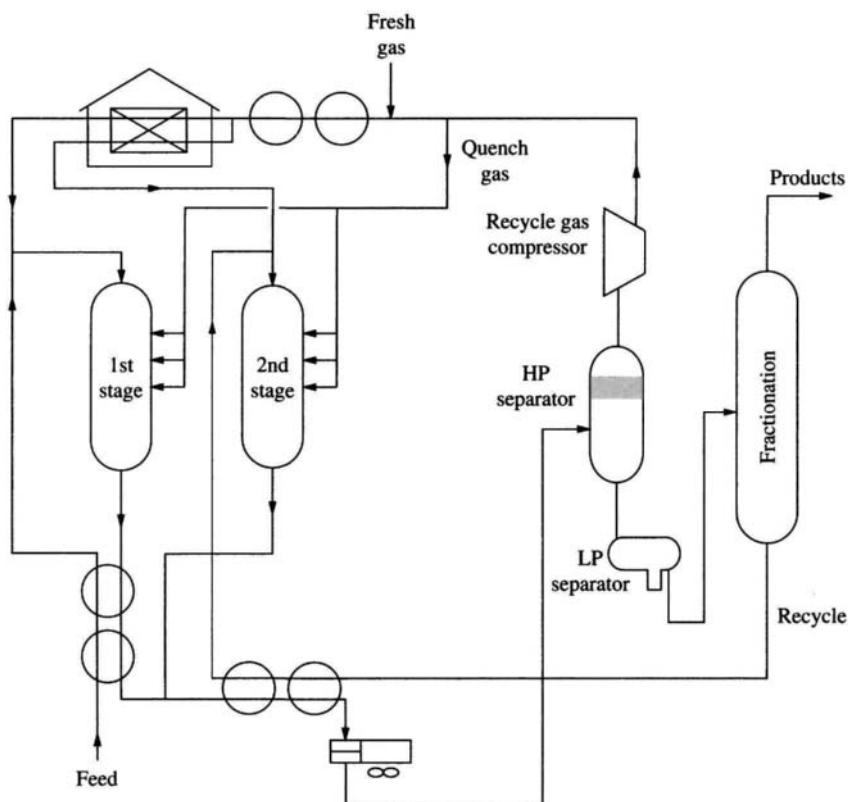 Fresh
gas
Quench
gas
Products
Recycle gas
compressor
1st
stage
2nd
stage
HP
separator
Fractionation
LP
separator
Recycle
Feed